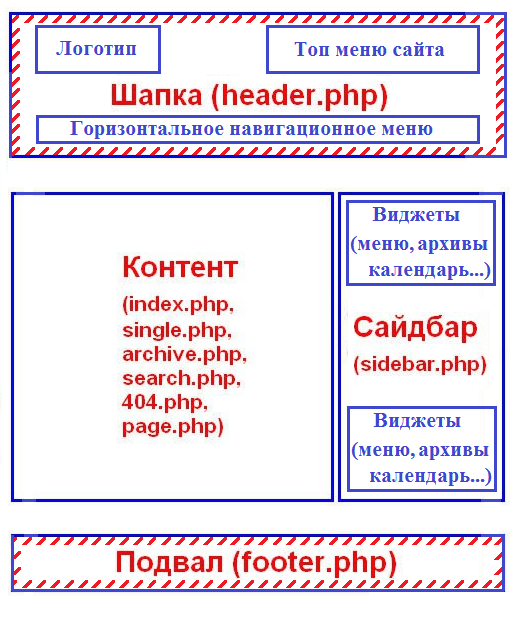 Логотип
Топ меню сайта
Шапка (header.php)
Горизонтальное навигационное меню
Контент
(index.php,
single.php,
archive.php,
search.php,
404.php,
page.php)
Виджеты
(меню, архивы
календарь...)
Сайдбар
(sidebar.php)
Виджеты
(меню, архивы
календарь...)
Подвал (footer.php)